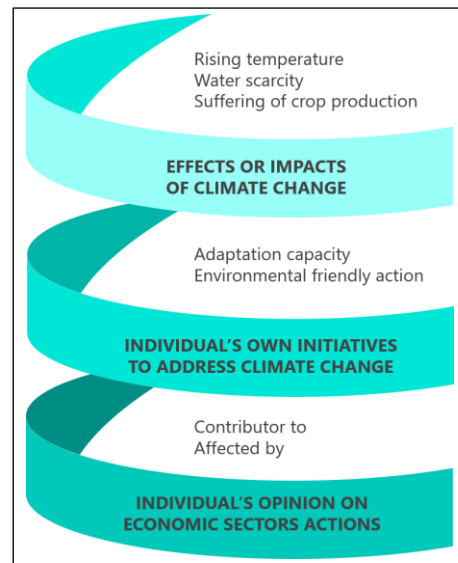 Rising temperature
Water scarcity
Suffering of crop production
EFFECTS OR IMPACTS
OF CLIMATE CHANGE
Adaptation capacity
Environmental friendly action
INDIVIDUAL'S OWN INITIATIVES
TO ADDRESS CLIMATE CHANGE
Contributor to
Affected by
INDIVIDUAL'S OPINION ON
ECONOMIC SECTORS ACTIONS